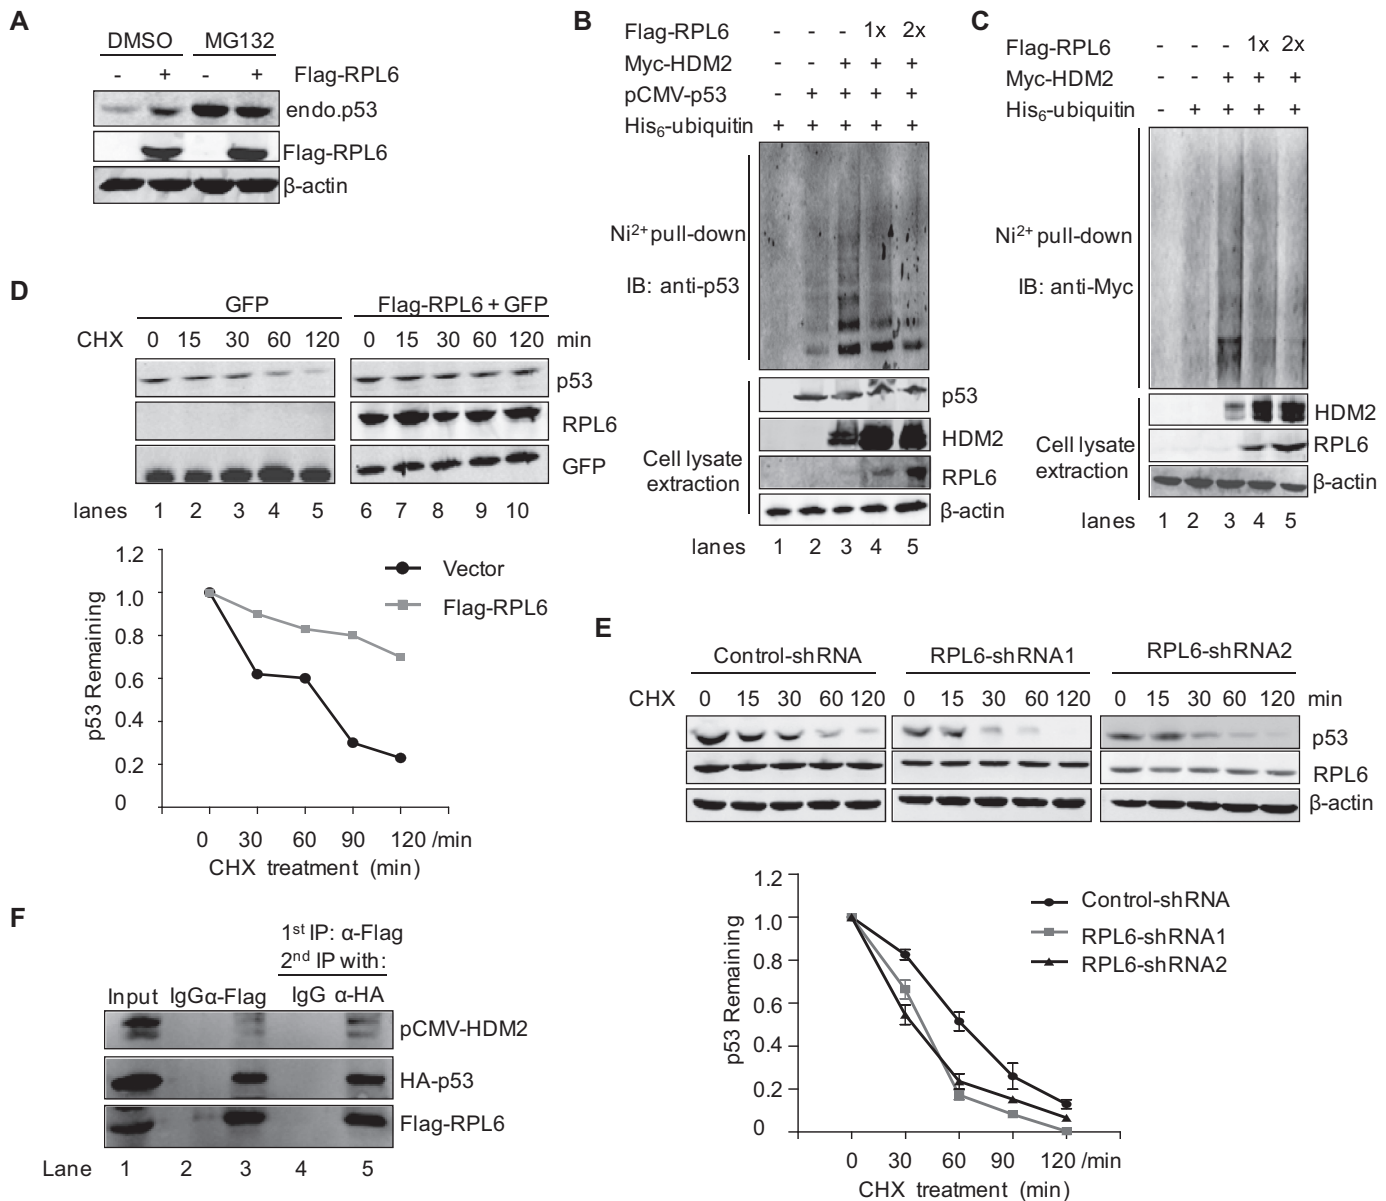 A
DMSO MG132
- + - + Flag-RPL6
endo.p53
Flag-RPL6
β-actin
B
Flag-RPL6 - - - 1x 2x
Myc-HDM2 - - + + +
pCMV-p53 - + + + +
His6-ubiquitin + + + + +
Ni2+ pull-down
IB: anti-p53
p53
HDM2
Cell lysate
extraction
RPL6
β-actin
lanes 1 2 3 4 5
C
Flag-RPL6 - - - 1x 2x
Myc-HDM2 - - + + +
His6-ubiquitin - + + + +
Ni2+ pull-down
IB: anti-Myc
HDM2
Cell lysate
extraction
RPL6
β-actin
lanes 1 2 3 4 5
D
GFP Flag-RPL6 + GFP
CHX 0 15 30 60 120 0 15 30 60 120 min
p53
RPL6
GFP
lanes 1 2 3 4 5 6 7 8 9 10
p53 Remaining
1.2
1.0
0.8
0.6
0.4
0.2
0
Vector
Flag-RPL6
0 30 60 90 120 /min
CHX treatment (min)
E
Control-shRNA RPL6-shRNA1 RPL6-shRNA2
CHX 0 15 30 60 120 0 15 30 60 120 0 15 30 60 120 min
p53
RPL6
β-actin
p53 Remaining
1.2
1.0
0.8
0.6
0.4
0.2
0
Control-shRNA
RPL6-shRNA1
RPL6-shRNA2
0 30 60 90 120 /min
CHX treatment (min)
F
1st IP: α-Flag
2nd IP with:
Input IgG α-Flag IgG α-HA
pCMV-HDM2
HA-p53
Flag-RPL6
Lane 1 2 3 4 5